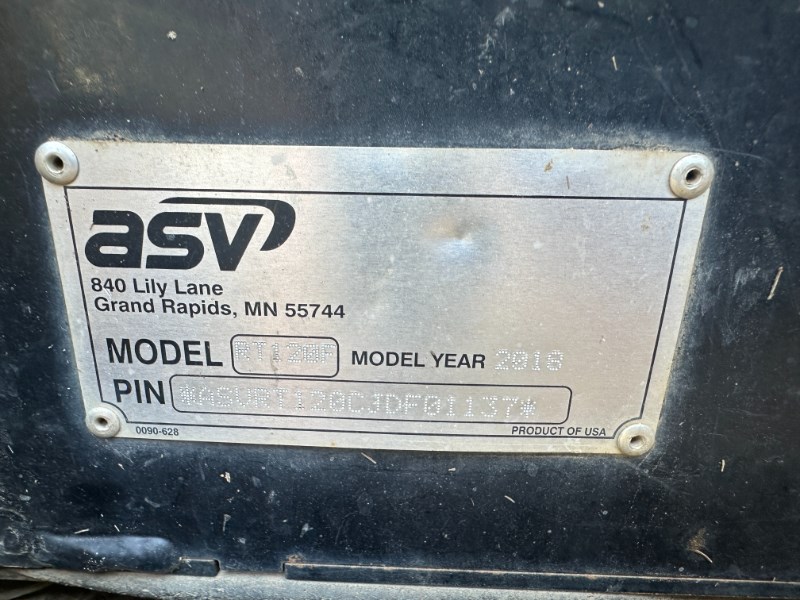 asv
840 Lily Lane
Grand Rapids, MN 55744
MODEL RT120F MODEL YEAR 2018
PIN *ASVRT120CJDF01137*
0090-628 PRODUCT OF USA